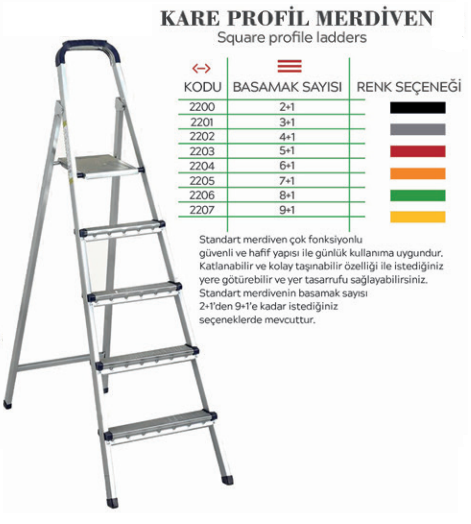 KARE PROFİL MERDİVEN
Square profile ladders
KODU BASAMAK SAYISI RENK SEÇENEĞİ
2200 2+1
2201 3+1
2202 4+1
2203 5+1
2204 6+1
2205 7+1
2206 8+1
2207 9+1
Standart merdiven çok fonksiyonlu
güvenli ve hafif yapısı ile günlük kullanıma uygundur.
Katlanabilir ve kolay taşınabilir özelliği ile istediğiniz
yere götürebilir ve yer tasarrufu sağlayabilirsiniz.
Standart merdivenin basamak sayısı
2+1'den 9+1'e kadar istediğiniz
seçeneklerde mevcuttur.